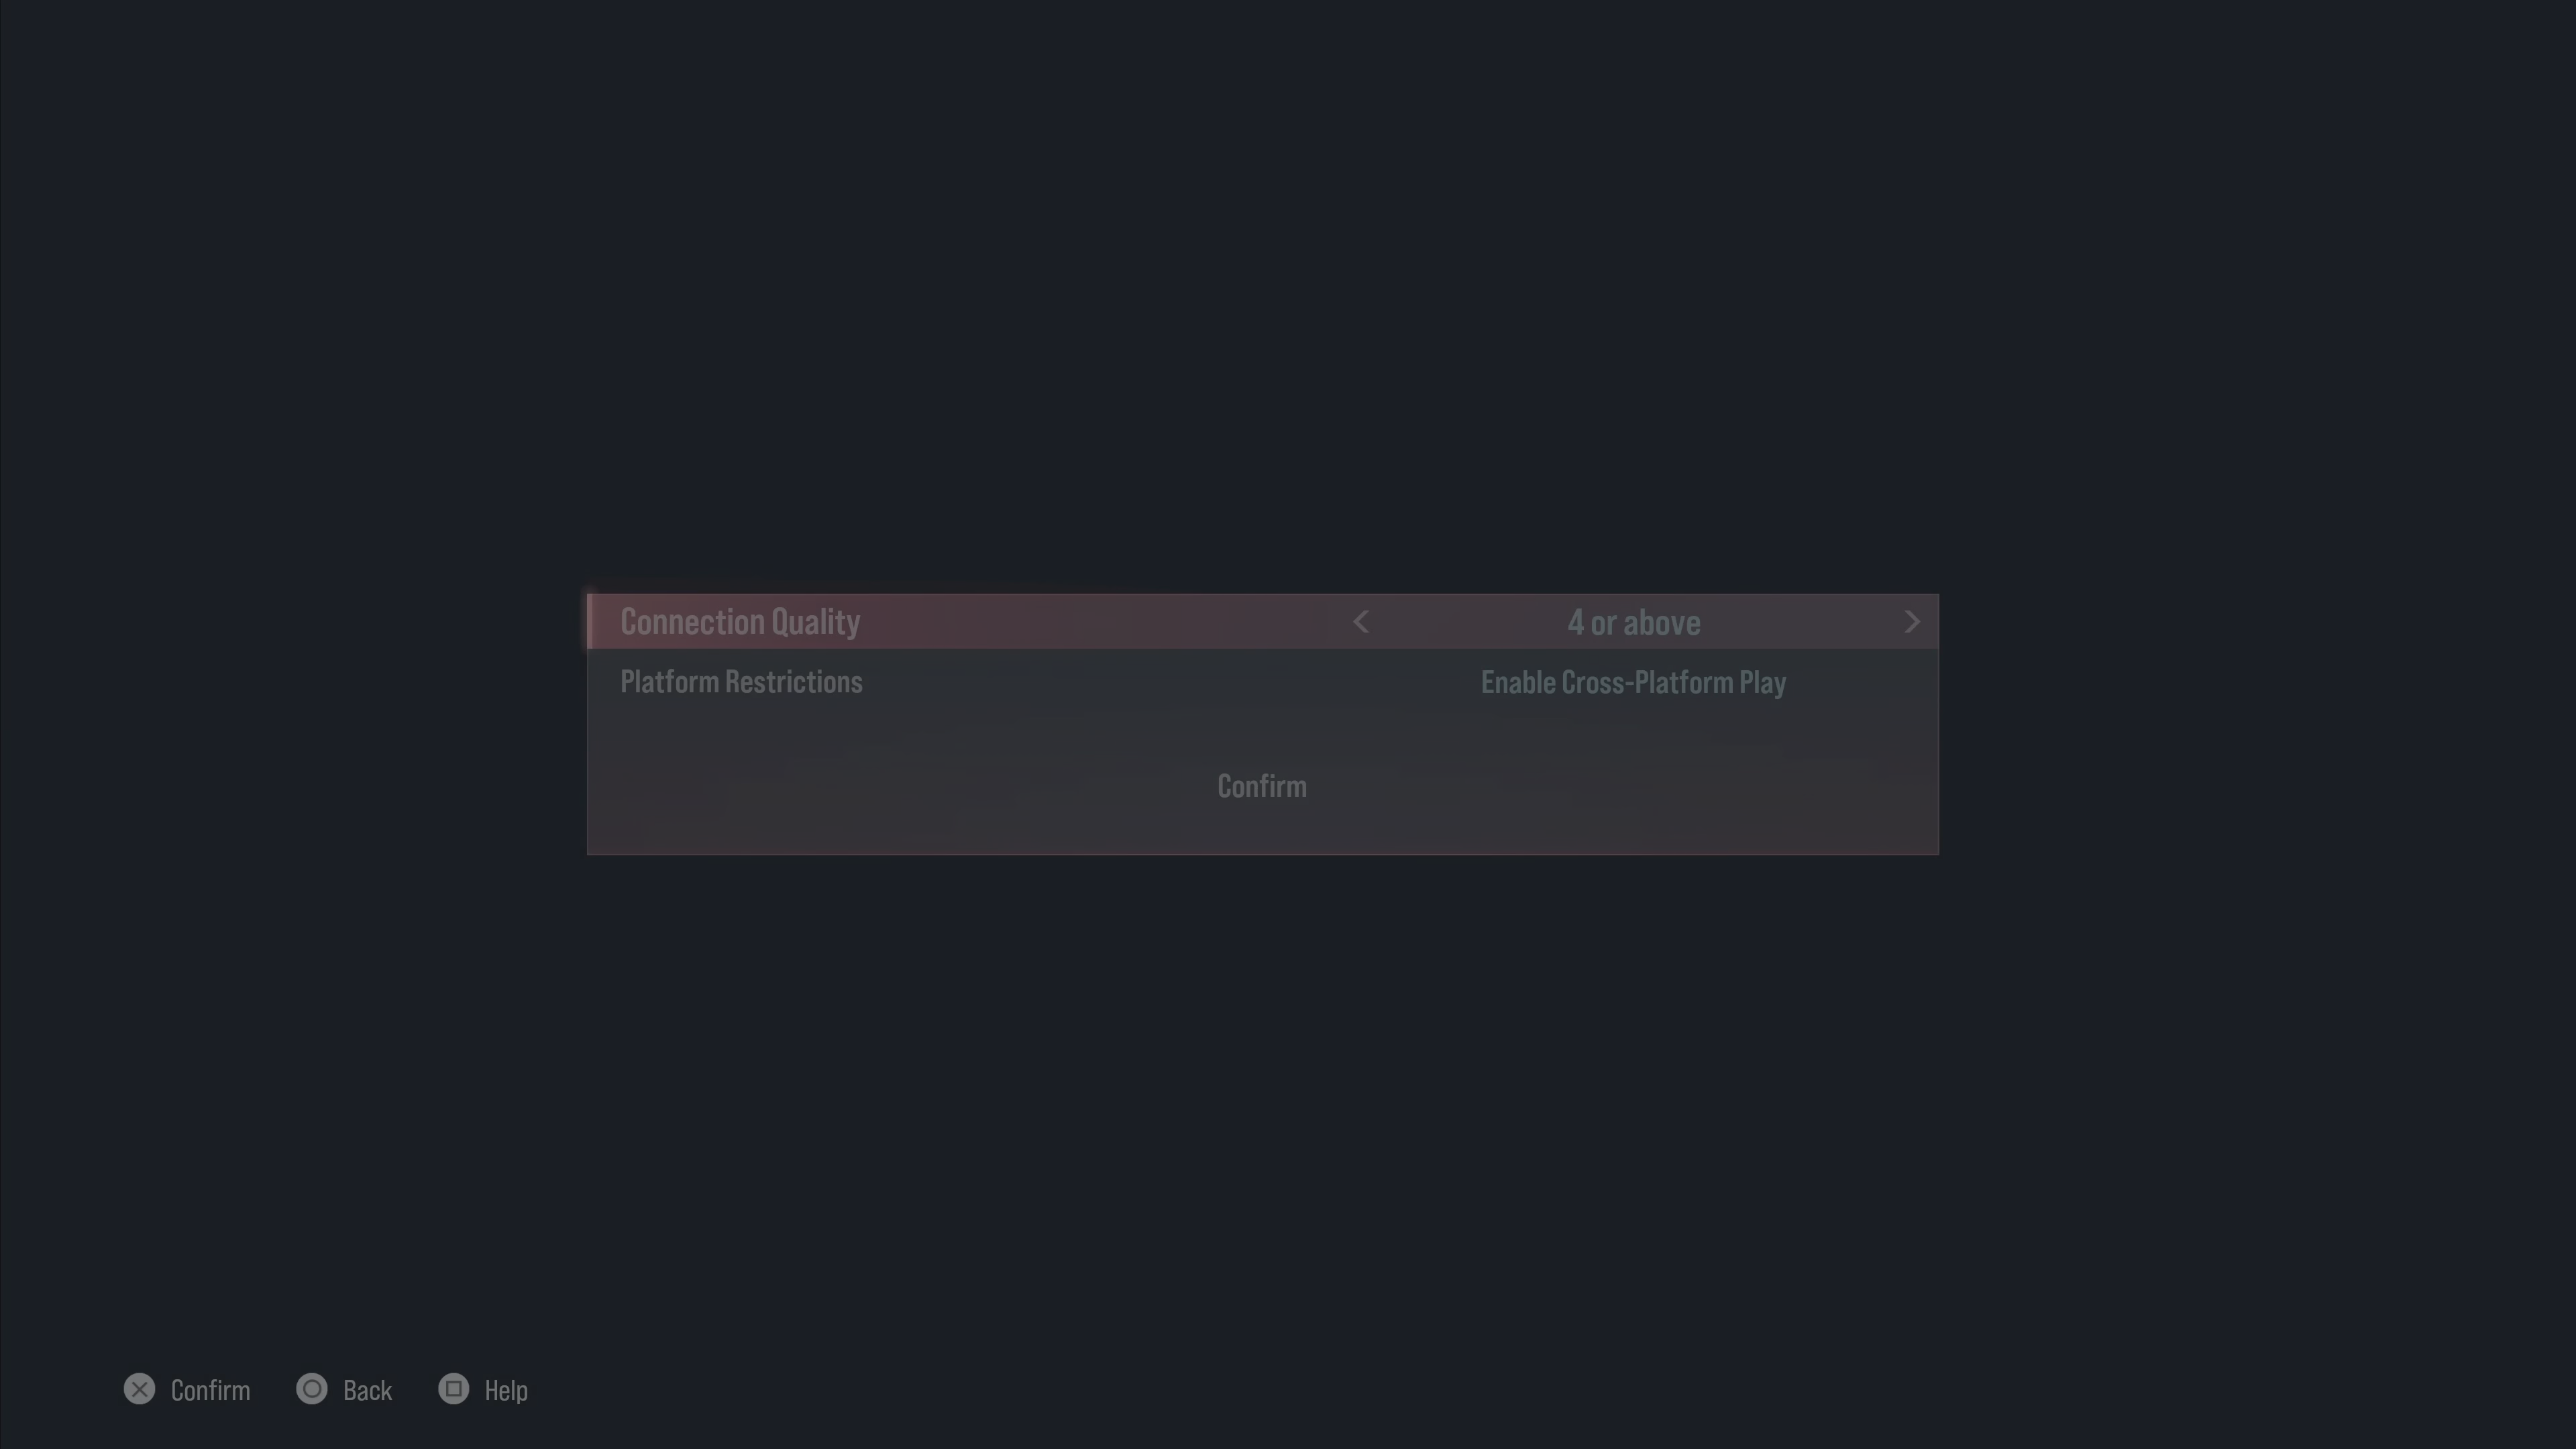 Connection Quality 4 or above
Platform Restrictions Enable Cross-Platform Play
Confirm
Confirm Back Help